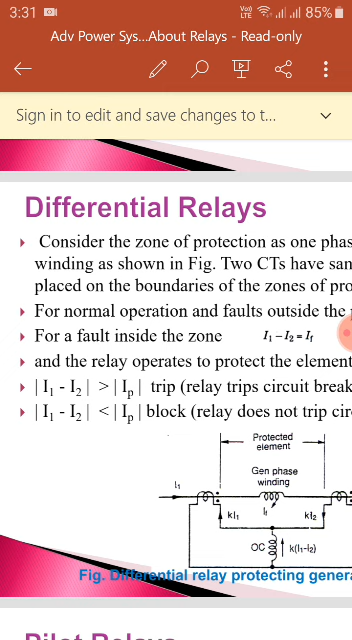 3:31 Vo)) LTE 85%
Adv Power Sys...About Relays - Read-only
Sign in to edit and save changes to t...
Differential Relays
Consider the zone of protection as one phas
winding as shown in Fig. Two CTs have sam
placed on the boundaries of the zones of pro
For normal operation and faults outside the
For a fault inside the zone I₁ – I₂ = If
and the relay operates to protect the element
| I₁ - I₂ | > | Ip | trip (relay trips circuit break
| I₁ - I₂ | < | Ip | block (relay does not trip cir
Protected
element
Gen phase
winding
I₁
If
kI₁ kI₂
OC k(I₁-I₂)
Fig. Differential relay protecting genera